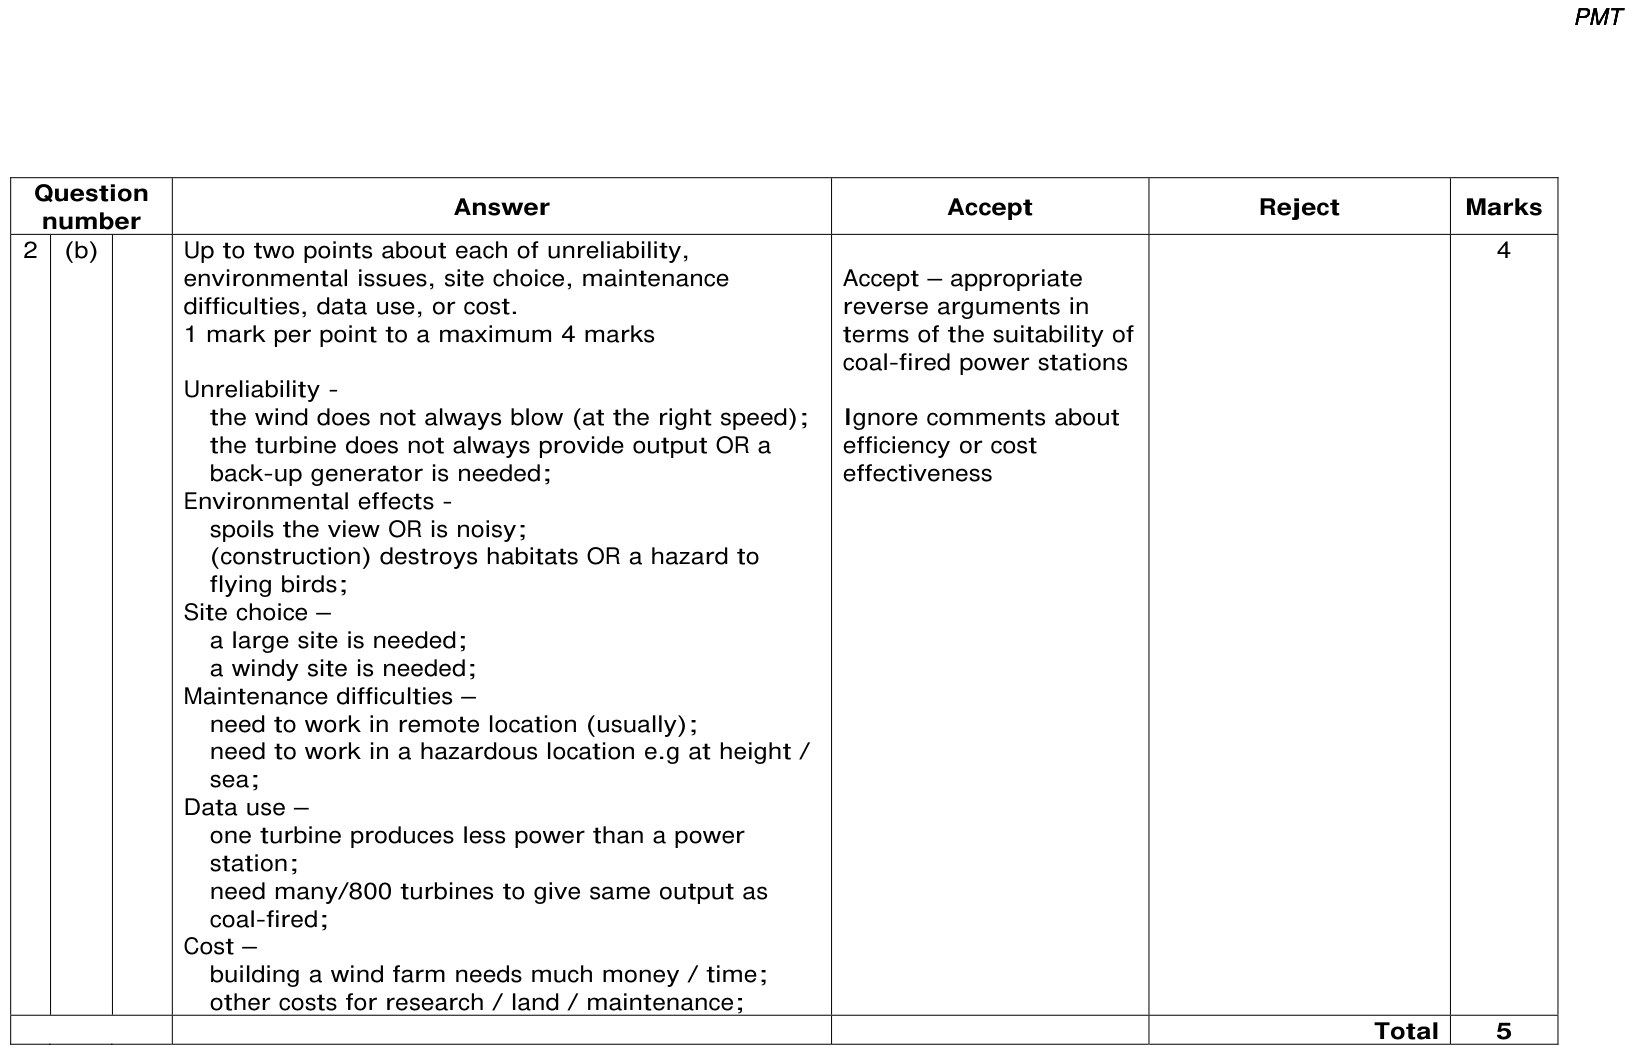 PMT
Question
number
Answer
Accept
Reject
Marks
2
(b)
Up to two points about each of unreliability,
environmental issues, site choice, maintenance
difficulties, data use, or cost.
1 mark per point to a maximum 4 marks
Unreliability -
the wind does not always blow (at the right speed);
the turbine does not always provide output OR a
back-up generator is needed;
Environmental effects -
spoils the view OR is noisy;
(construction) destroys habitats OR a hazard to
flying birds;
Site choice –
a large site is needed;
a windy site is needed;
Maintenance difficulties –
need to work in remote location (usually);
need to work in a hazardous location e.g at height /
sea;
Data use –
one turbine produces less power than a power
station;
need many/800 turbines to give same output as
coal-fired;
Cost –
building a wind farm needs much money / time;
other costs for research / land / maintenance;
Accept – appropriate
reverse arguments in
terms of the suitability of
coal-fired power stations
Ignore comments about
efficiency or cost
effectiveness
4
Total
5